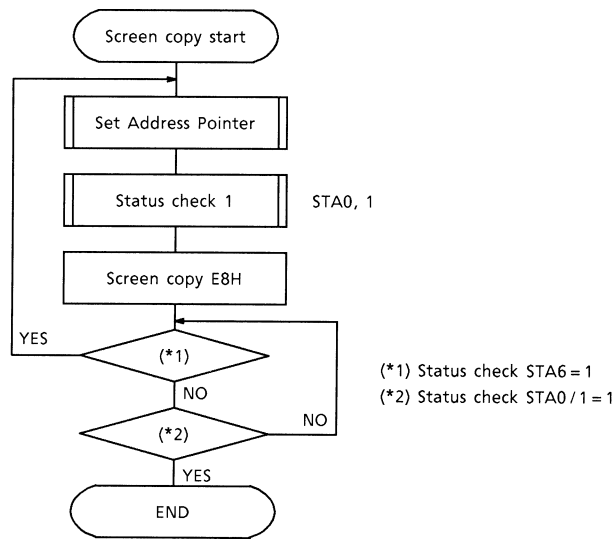 Screen copy start
Set Address Pointer
Status check 1
STA0, 1
Screen copy E8H
YES
(*1)
(*1) Status check STA6 = 1
NO
(*2) Status check STA0 / 1 = 1
(*2)
NO
YES
END